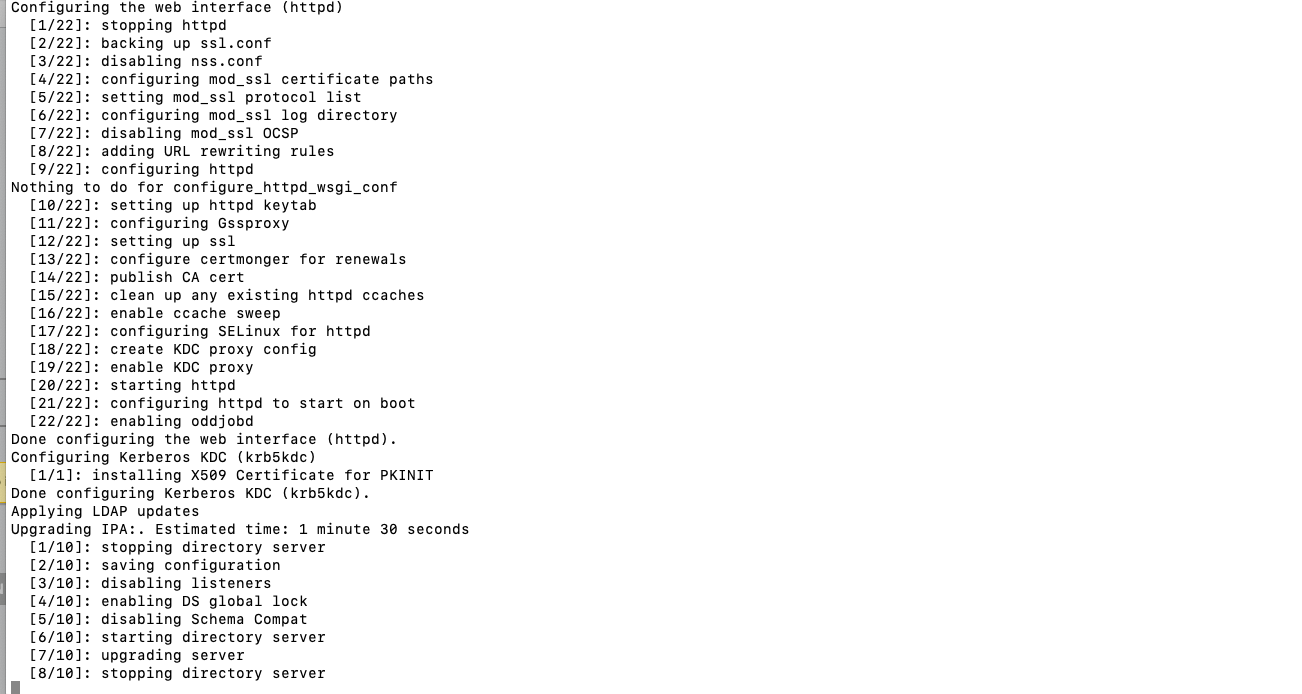 Configuring the web interface (httpd)
  [1/22]: stopping httpd
  [2/22]: backing up ssl.conf
  [3/22]: disabling nss.conf
  [4/22]: configuring mod_ssl certificate paths
  [5/22]: setting mod_ssl protocol list
  [6/22]: configuring mod_ssl log directory
  [7/22]: disabling mod_ssl OCSP
  [8/22]: adding URL rewriting rules
  [9/22]: configuring httpd
Nothing to do for configure_httpd_wsgi_conf
  [10/22]: setting up httpd keytab
  [11/22]: configuring Gssproxy
  [12/22]: setting up ssl
  [13/22]: configure certmonger for renewals
  [14/22]: publish CA cert
  [15/22]: clean up any existing httpd ccaches
  [16/22]: enable ccache sweep
  [17/22]: configuring SELinux for httpd
  [18/22]: create KDC proxy config
  [19/22]: enable KDC proxy
  [20/22]: starting httpd
  [21/22]: configuring httpd to start on boot
  [22/22]: enabling oddjobd
Done configuring the web interface (httpd).
Configuring Kerberos KDC (krb5kdc)
  [1/1]: installing X509 Certificate for PKINIT
Done configuring Kerberos KDC (krb5kdc).
Applying LDAP updates
Upgrading IPA:. Estimated time: 1 minute 30 seconds
  [1/10]: stopping directory server
  [2/10]: saving configuration
  [3/10]: disabling listeners
  [4/10]: enabling DS global lock
  [5/10]: disabling Schema Compat
  [6/10]: starting directory server
  [7/10]: upgrading server
  [8/10]: stopping directory server